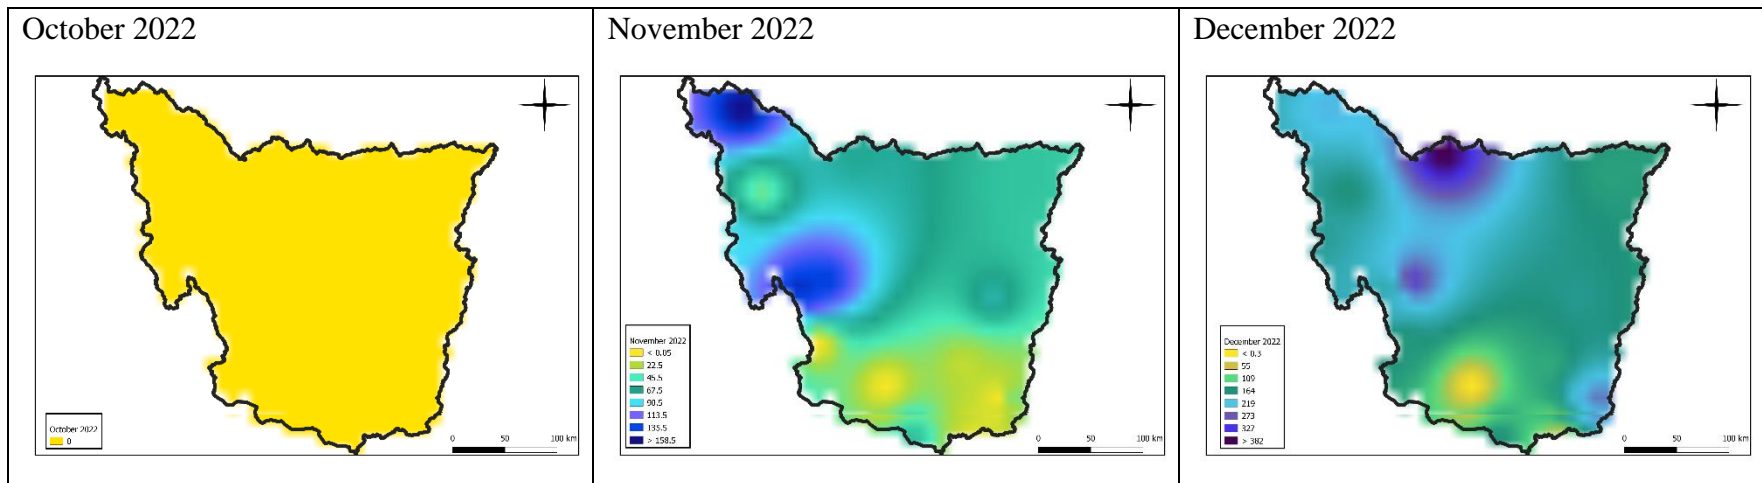 October 2022
November 2022
December 2022
October 2022
0
0
50
100 km
November 2022
< 0.05
22.5
45.5
67.5
90.5
113.5
135.5
> 158.5
0
50
100 km
December 2022
< 0.3
55
109
164
219
273
327
> 382
0
50
100 km